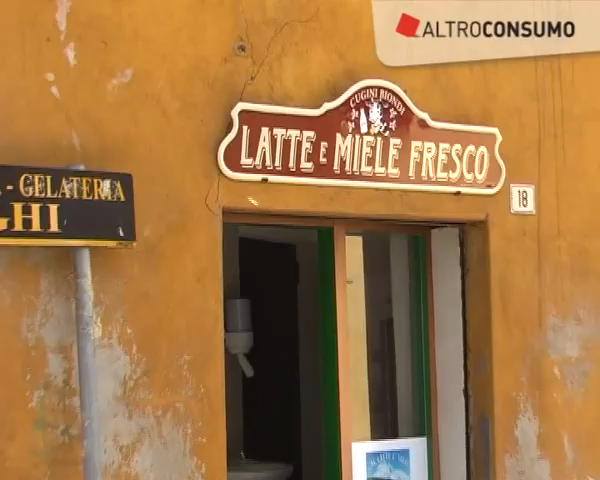 ALTROCONSUMO
CUGINI BIONDI
LATTE E MIELE FRESCO
18
- GELATERIA
GHI